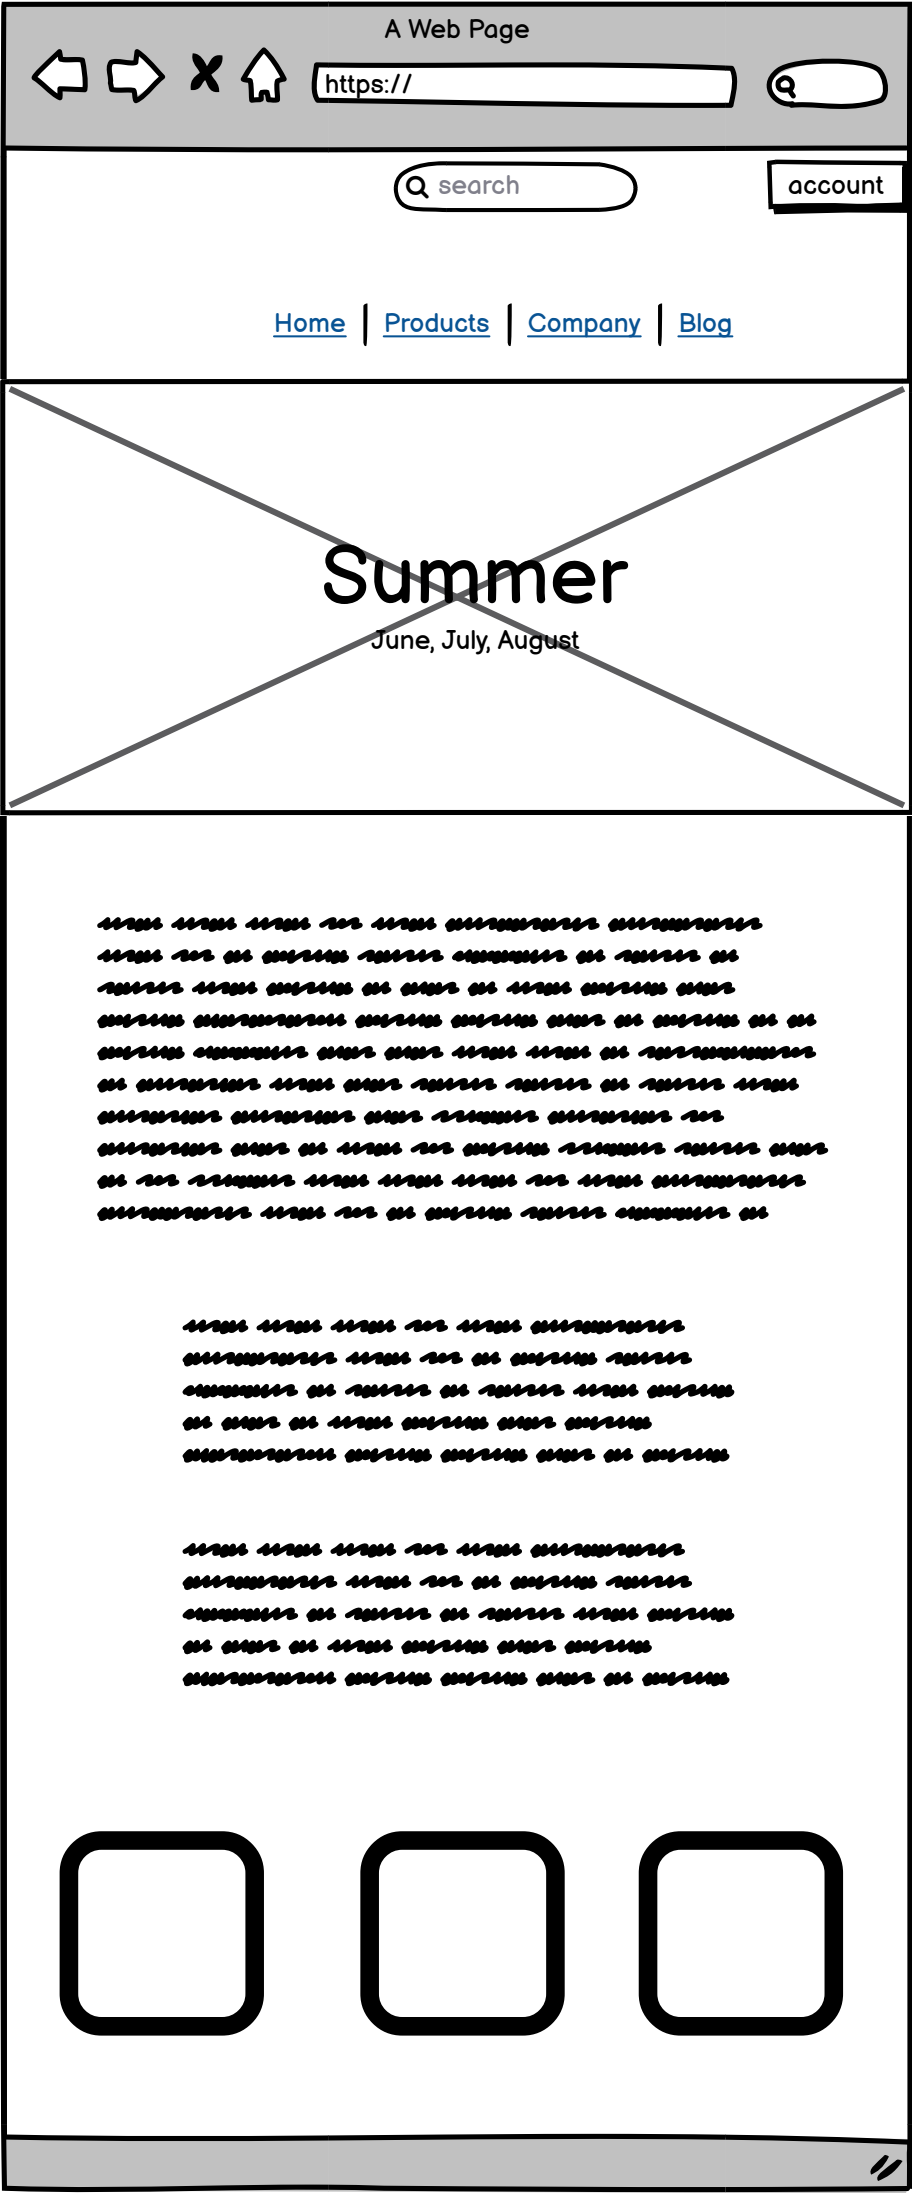 A Web Page
https://
search
account
Home | Products | Company | Blog
Summer
June, July, August